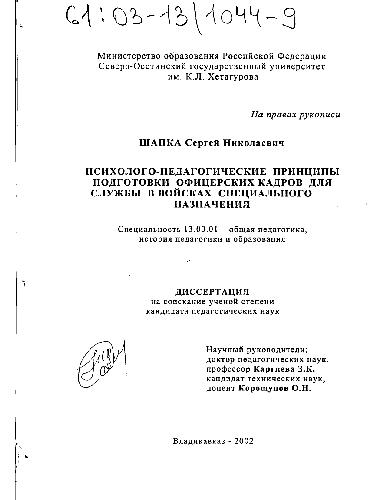 61:03-13/1044-9
Министерство образования Российской Федерации
Северо-Осетинский государственный университет
им. К.Л. Хетагурова
На правах рукописи
ШАПКА Сергей Николаевич
ПСИХОЛОГО-ПЕДАГОГИЧЕСКИЕ ПРИНЦИПЫ
ПОДГОТОВКИ ОФИЦЕРСКИХ КАДРОВ ДЛЯ
СЛУЖБЫ В ВОЙСКАХ СПЕЦИАЛЬНОГО
НАЗНАЧЕНИЯ
Специальность 13.00.01 – общая педагогика,
история педагогики и образования
ДИССЕРТАЦИЯ
на соискание ученой степени
кандидата педагогических наук
Научный руководители:
доктор педагогических наук,
профессор Каргиева З.К.
кандидат технических наук,
доцент Корощупов О.Н.
Владикавказ - 2002